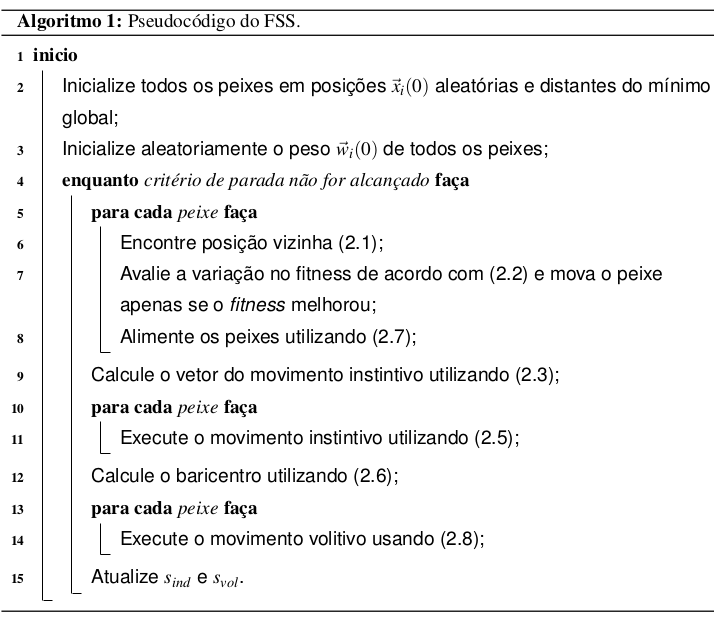 Algoritmo 1: Pseudocódigo do FSS.
1 inicio
2 Inicialize todos os peixes em posições $\vec{x}_i(0)$ aleatórias e distantes do mínimo
global;
3 Inicialize aleatoriamente o peso $\vec{w}_i(0)$ de todos os peixes;
4 enquanto critério de parada não for alcançado faça
5 para cada peixe faça
6 Encontre posição vizinha (2.1);
7 Avalie a variação no fitness de acordo com (2.2) e mova o peixe
apenas se o fitness melhorou;
8 Alimente os peixes utilizando (2.7);
9 Calcule o vetor do movimento instintivo utilizando (2.3);
10 para cada peixe faça
11 Execute o movimento instintivo utilizando (2.5);
12 Calcule o baricentro utilizando (2.6);
13 para cada peixe faça
14 Execute o movimento volitivo usando (2.8);
15 Atualize $s_{ind}$ e $s_{vol}$.